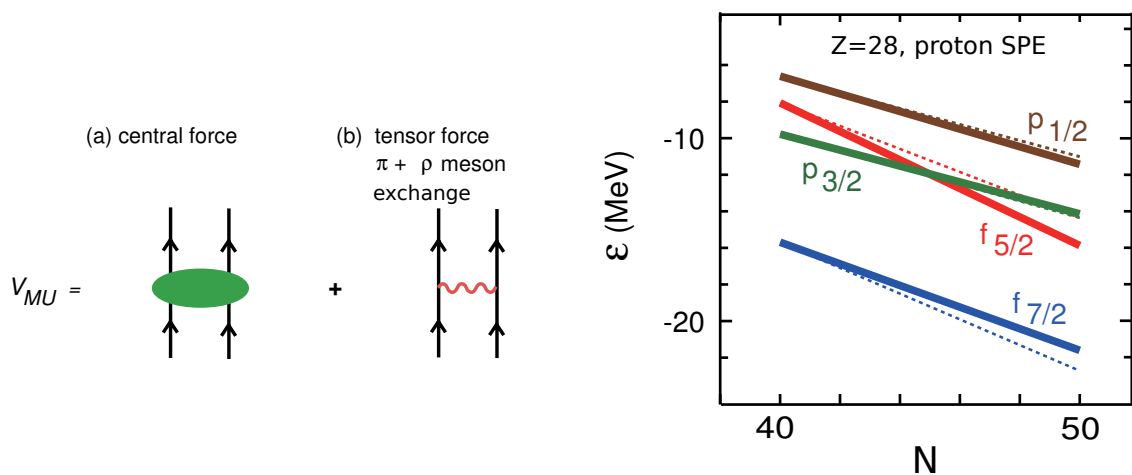 (a) central force
(b) tensor force
π + ρ meson
exchange
V_MU =
+
Z=28, proton SPE
p 1/2
p 3/2
f 5/2
f 7/2
-10
-20
ε (MeV)
40
50
N